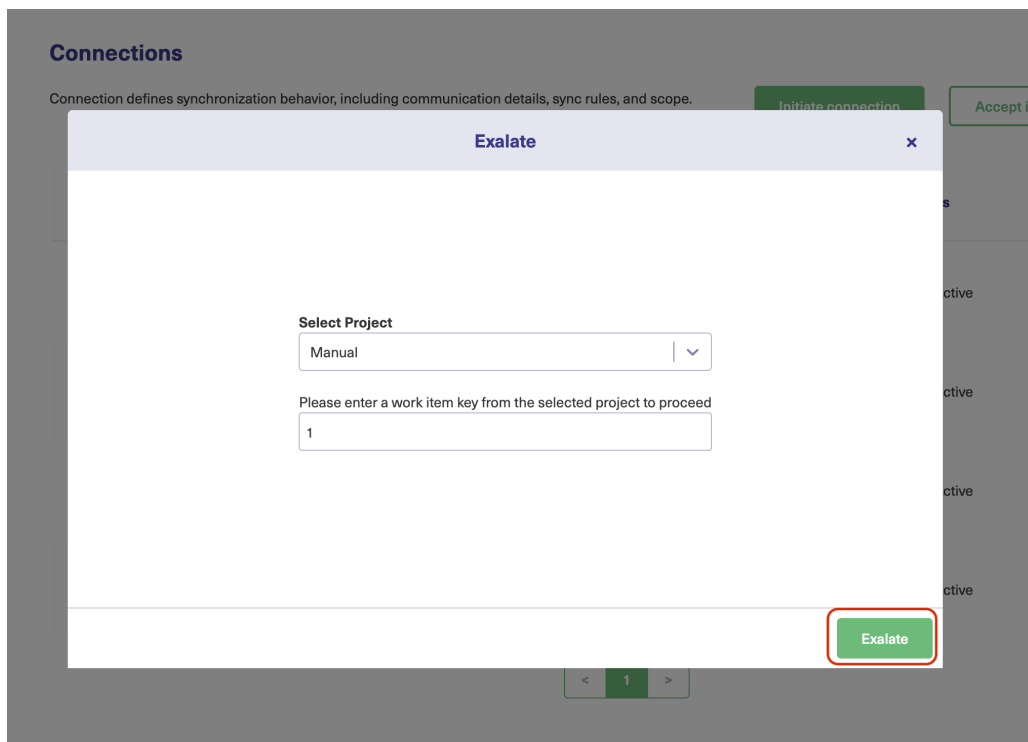 Connections
Connection defines synchronization behavior, including communication details, sync rules, and scope.
Initiate connection
Accept i
Exalate
×
s
ctive
Select Project
Manual
ctive
Please enter a work item key from the selected project to proceed
1
ctive
ctive
Exalate
< 1 >